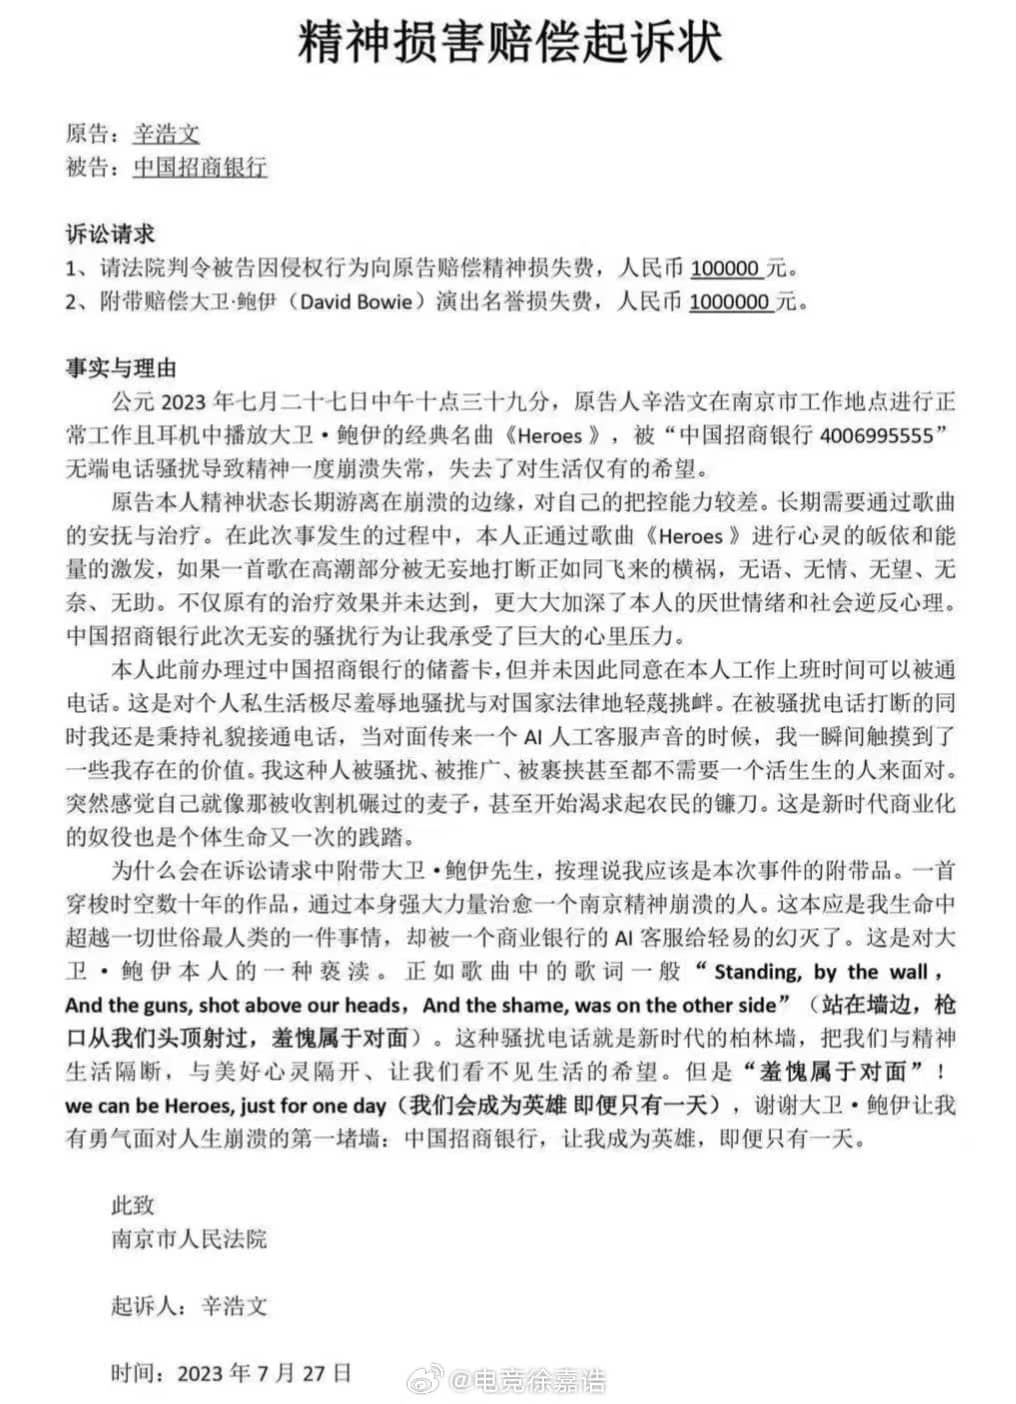 精神损害赔偿起诉状
原告：辛浩文
被告：中国招商银行
诉讼请求
1、请法院判令被告因侵权行为向原告赔偿精神损失费，人民币 100000 元。
2、附带赔偿大卫·鲍伊（David Bowie）演出名誉损失费，人民币 1000000 元。
事实与理由
公元 2023 年七月二十七日中午十点三十九分，原告人辛浩文在南京市工作地点进行正
常工作且耳机中播放大卫·鲍伊的经典名曲《Heroes 》，被“中国招商银行 4006995555”
无端电话骚扰导致精神一度崩溃失常，失去了对生活仅有的希望。
原告本人精神状态长期游离在崩溃的边缘，对自己的把控能力较差。长期需要通过歌曲
的安抚与治疗。在此次事发生的过程中，本人正通过歌曲《Heroes 》进行心灵的皈依和能
量的激发，如果一首歌在高潮部分被无妄地打断正如同飞来的横祸，无语、无情、无望、无
奈、无助。不仅原有的治疗效果并未达到，更大大加深了本人的厌世情绪和社会逆反心理。
中国招商银行此次无妄的骚扰行为让我承受了巨大的心里压力。
本人此前办理过中国招商银行的储蓄卡，但并未因此同意在本人工作上班时间可以被通
电话。这是对个人私生活极尽羞辱地骚扰与对国家法律地轻蔑挑衅。在被骚扰电话打断的同
时我还是秉持礼貌接通电话，当对面传来一个 AI 人工客服声音的时候，我一瞬间触摸到了
一些我存在的价值。我这种人被骚扰、被推广、被裹挟甚至都不需要一个活生生的人来面对。
突然感觉自己就像那被收割机碾过的麦子，甚至开始渴求起农民的镰刀。这是新时代商业化
的奴役也是个体生命又一次的践踏。
为什么会在诉讼请求中附带大卫·鲍伊先生，按理说我应该是本次事件的附带品。一首
穿梭时空数十年的作品，通过本身强大力量治愈一个南京精神崩溃的人。这本应是我生命中
超越一切世俗最人类的一件事情，却被一个商业银行的 AI 客服给轻易的幻灭了。这是对大
卫·鲍伊本人的一种亵渎。正如歌曲中的歌词一般“Standing, by the wall，
And the guns, shot above our heads，And the shame, was on the other side”（站在墙边，枪
口从我们头顶射过，羞愧属于对面）。这种骚扰电话就是新时代的柏林墙，把我们与精神
生活隔断，与美好心灵隔开、让我们看不见生活的希望。但是“羞愧属于对面”！
we can be Heroes, just for one day（我们会成为英雄 即便只有一天），谢谢大卫·鲍伊让我
有勇气面对人生崩溃的第一堵墙：中国招商银行，让我成为英雄，即便只有一天。
此致
南京市人民法院
起诉人：辛浩文
时间：2023 年 7 月 27 日
@电竞徐嘉诰